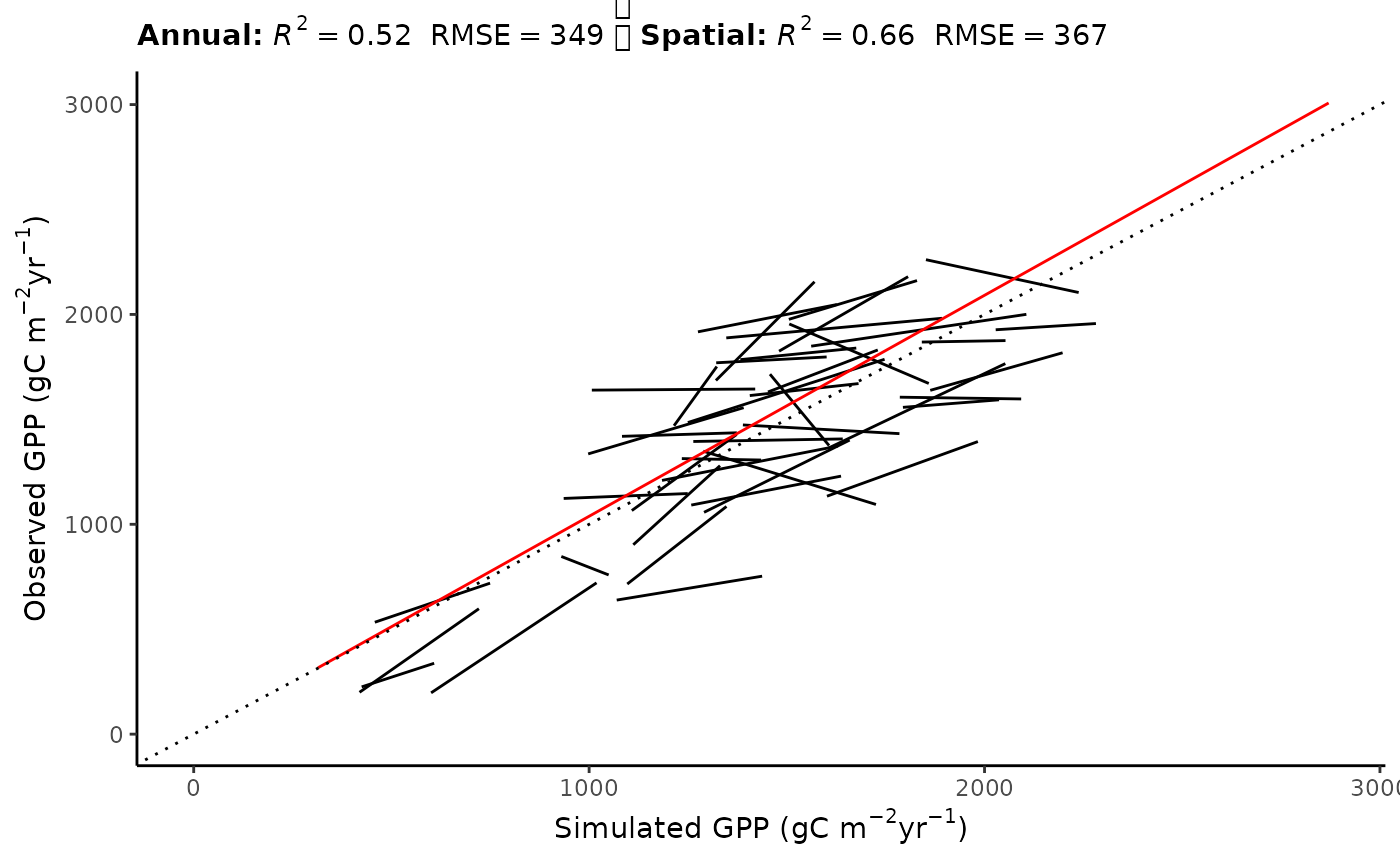 Annual: R² = 0.52 RMSE = 349 Spatial: R² = 0.66 RMSE = 367
3000
2000
1000
0
Observed GPP (gC m⁻²yr⁻¹)
0 1000 2000 3000
Simulated GPP (gC m⁻²yr⁻¹)